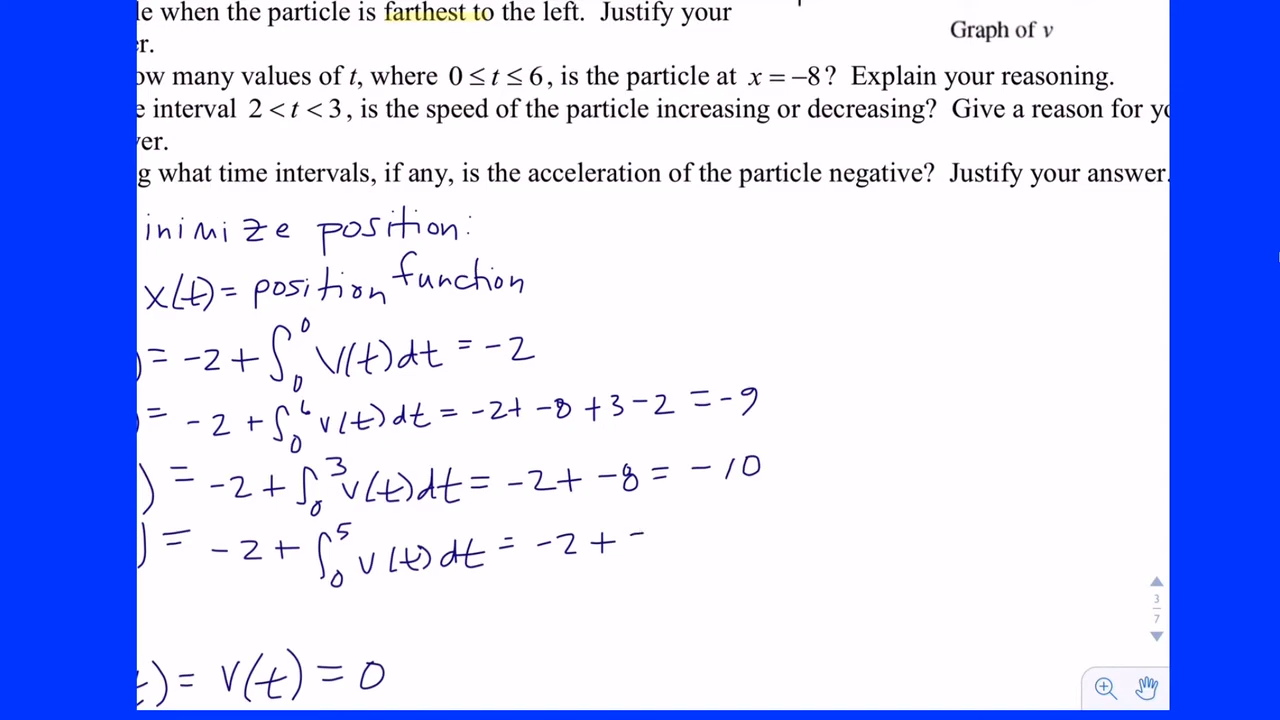 le when the particle is farthest to the left. Justify your
er.
Graph of v
ow many values of t, where 0 ≤ t ≤ 6, is the particle at x = −8? Explain your reasoning.
e interval 2 < t < 3, is the speed of the particle increasing or decreasing? Give a reason for yo
ver.
g what time intervals, if any, is the acceleration of the particle negative? Justify your answer.
inimize position:
x(t) = position function
) = -2 + ∫₀⁰ V(t)dt = -2
) = -2 + ∫₀⁶ v(t)dt = -2 + -8 + 3 - 2 = -9
) = -2 + ∫₀³ v(t)dt = -2 + -8 = -10
) = -2 + ∫₀⁵ v(t)dt = -2 + -
t) = v(t) = 0
3
7